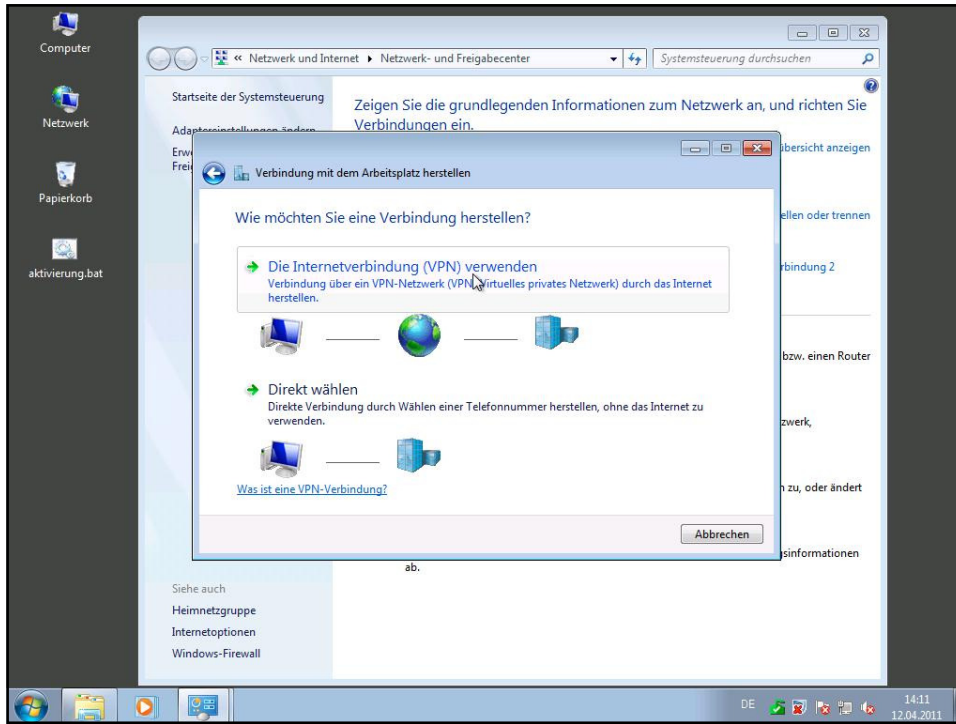 Computer
Netzwerk
Papierkorb
aktivierung.bat
« Netzwerk und Internet Netzwerk- und Freigabecenter
Systemsteuerung durchsuchen
Startseite der Systemsteuerung
Adaptereinstellungen ändern
Siehe auch
Heimnetzgruppe
Internetoptionen
Windows-Firewall
Zeigen Sie die grundlegenden Informationen zum Netzwerk an, und richten Sie
Verbindungen ein.
übersicht anzeigen
ellen oder trennen
rbindung 2
bzw. einen Router
zwerk,
n zu, oder ändert
gsinformationen
ab.
Verbindung mit dem Arbeitsplatz herstellen
Wie möchten Sie eine Verbindung herstellen?
Die Internetverbindung (VPN) verwenden
Verbindung über ein VPN-Netzwerk (VPN, Virtuelles privates Netzwerk) durch das Internet
herstellen.
Direkt wählen
Direkte Verbindung durch Wählen einer Telefonnummer herstellen, ohne das Internet zu
verwenden.
Was ist eine VPN-Verbindung?
Abbrechen
DE
14:11
12.04.2011